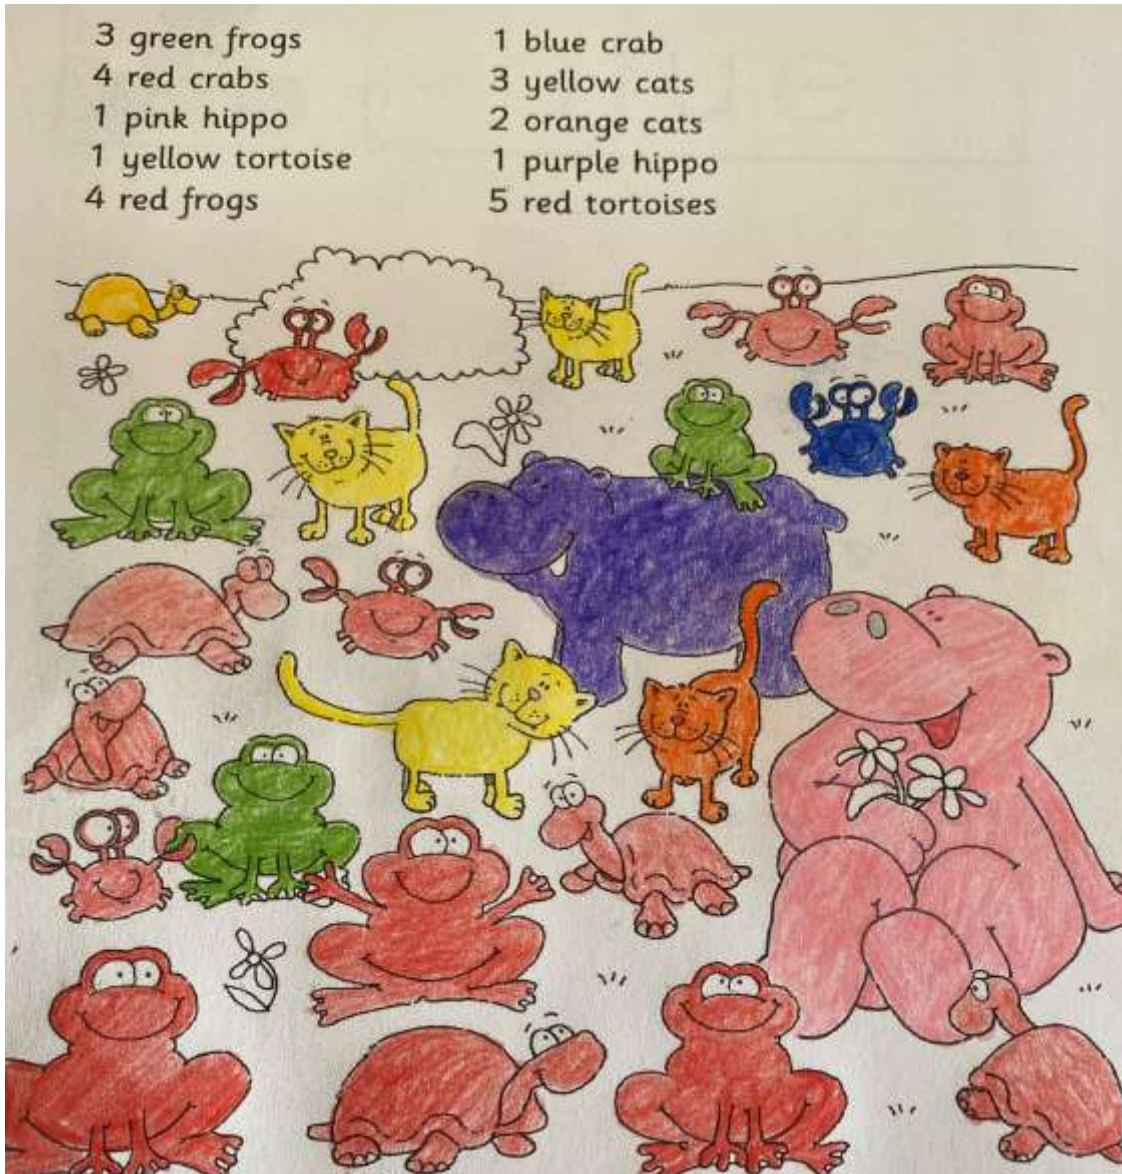 3 green frogs
4 red crabs
1 pink hippo
1 yellow tortoise
4 red frogs
1 blue crab
3 yellow cats
2 orange cats
1 purple hippo
5 red tortoises